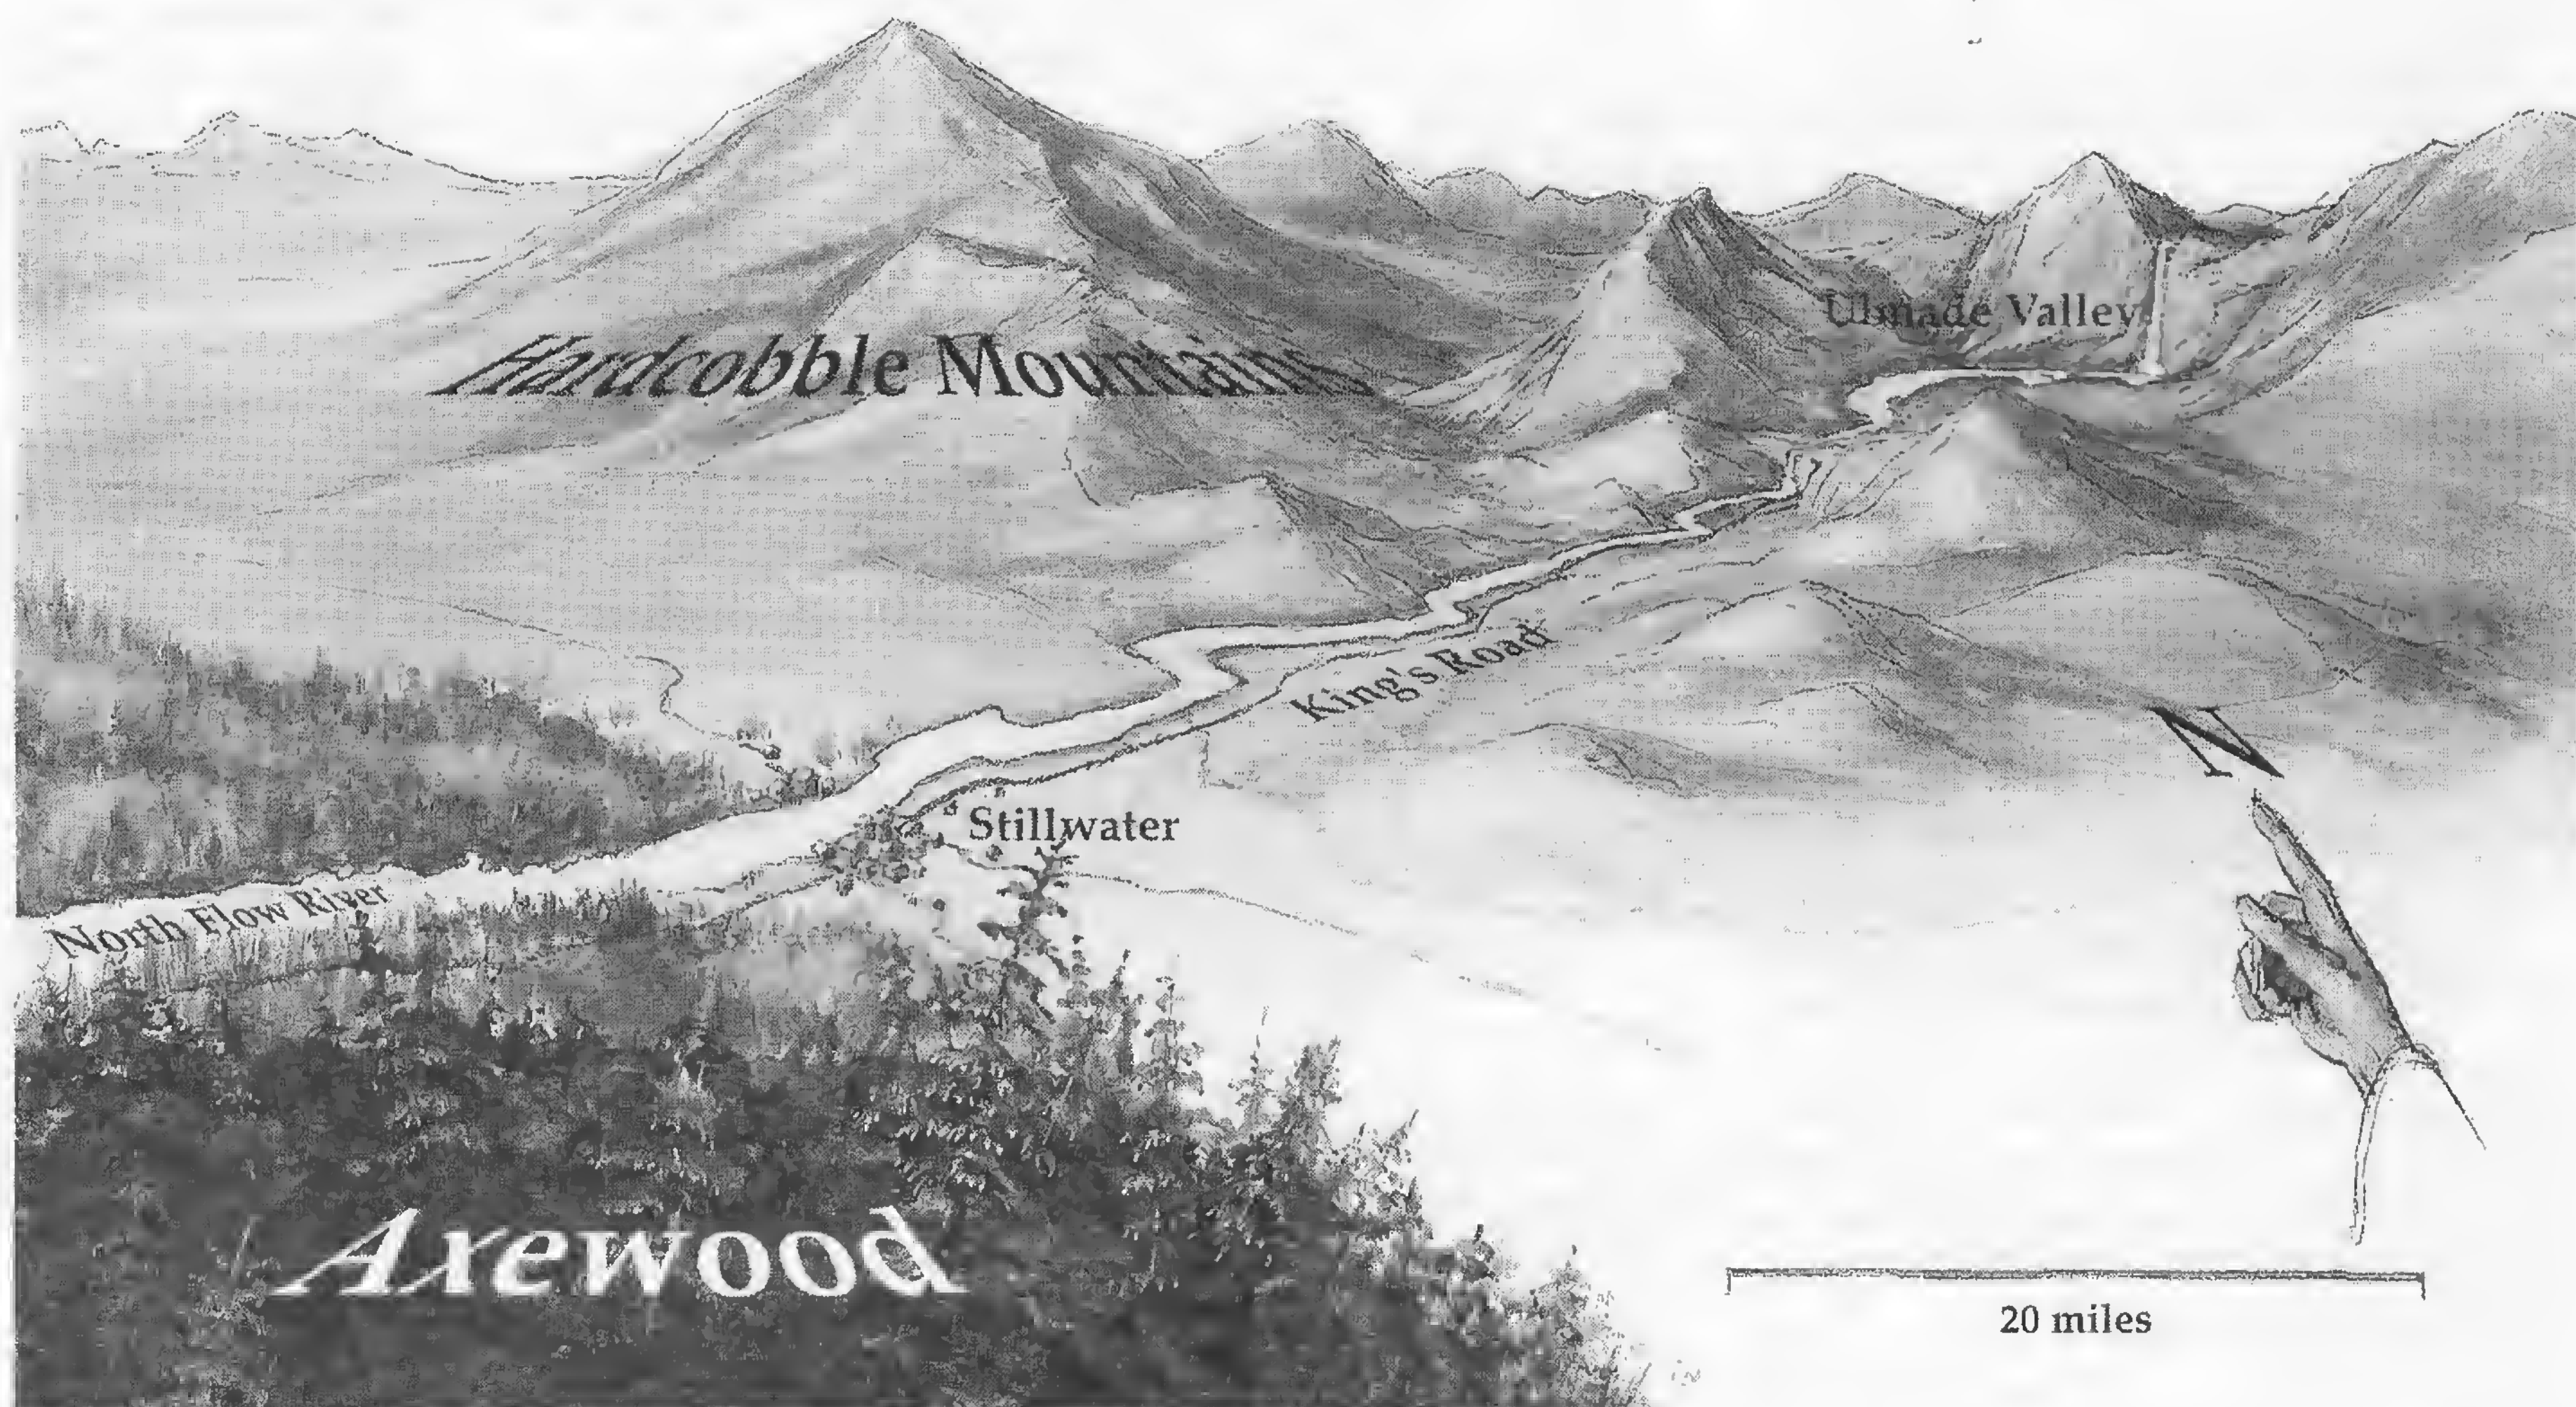 Ulmade Valley
Hardcobble Mountains
King's Road
N
Stillwater
North Flow River
Axewood
20 miles